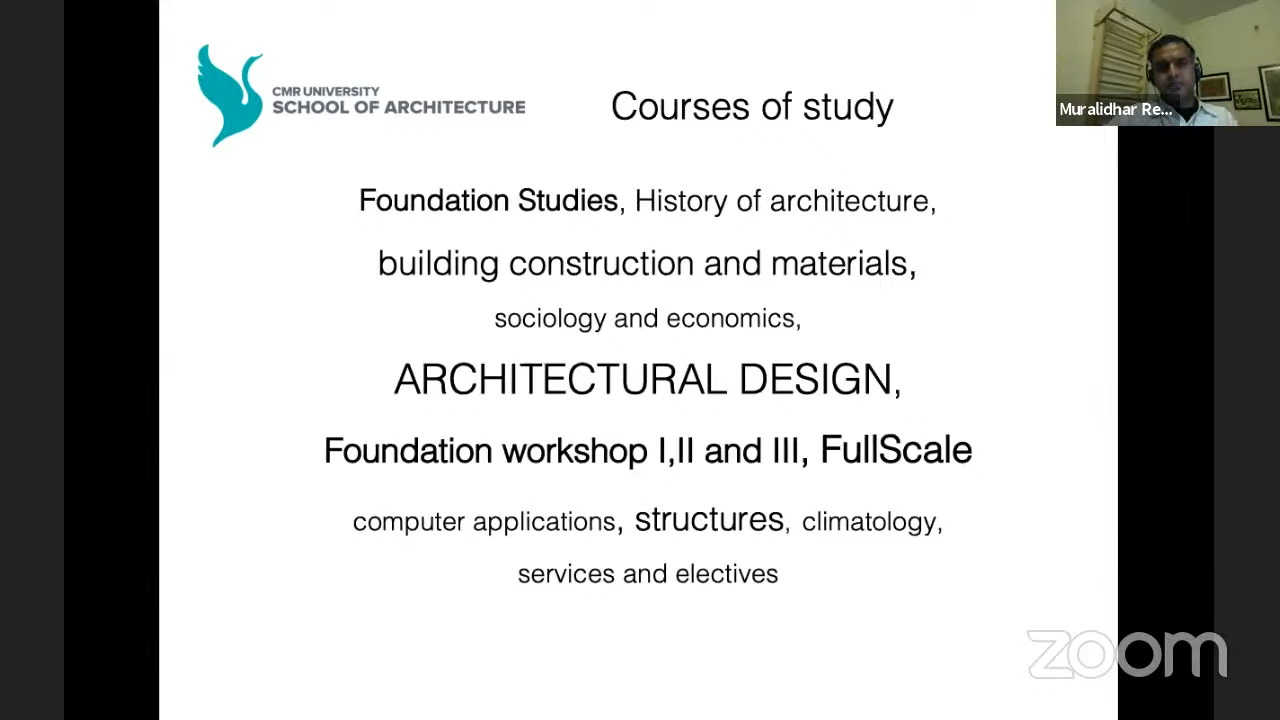 CMR UNIVERSITY
SCHOOL OF ARCHITECTURE
Courses of study
Muralidhar Re...
Foundation Studies, History of architecture,
building construction and materials,
sociology and economics,
ARCHITECTURAL DESIGN,
Foundation workshop I,II and III, FullScale
computer applications, structures, climatology,
services and electives
zoom